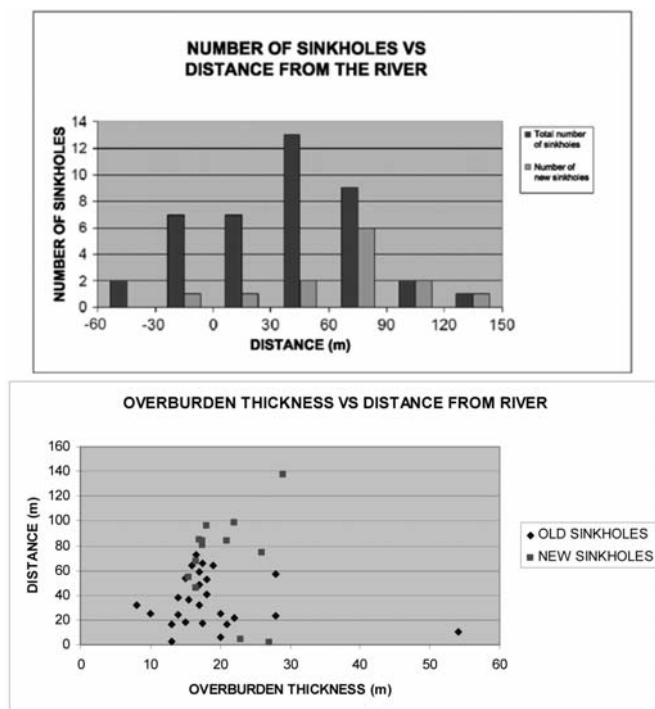 NUMBER OF SINKHOLES VS
DISTANCE FROM THE RIVER
NUMBER OF SINKHOLES
14
12
10
8
6
4
2
0
-60 -30 0 30 60 90 120 150
DISTANCE (m)
Total number
of sinkholes
Number of
new sinkholes
OVERBURDEN THICKNESS VS DISTANCE FROM RIVER
DISTANCE (m)
160
140
120
100
80
60
40
20
0
0 10 20 30 40 50 60
OVERBURDEN THICKNESS (m)
OLD SINKHOLES
NEW SINKHOLES